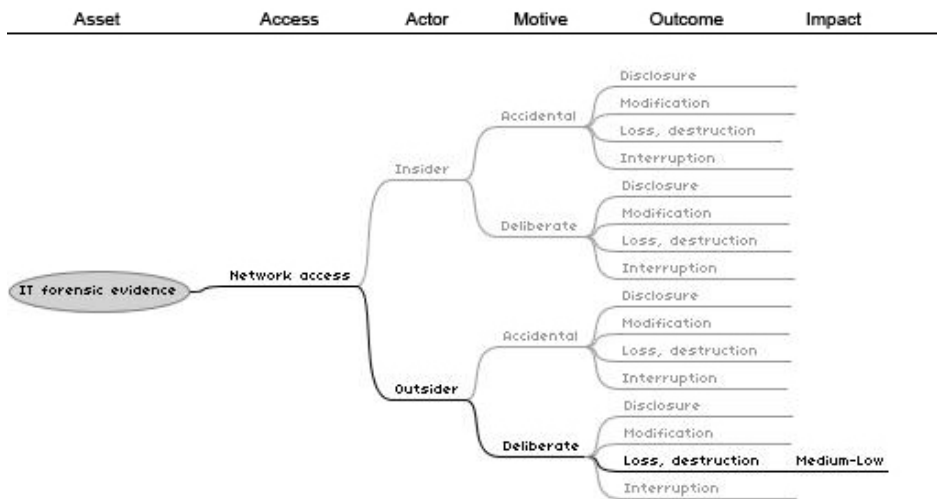 Asset Access Actor Motive Outcome Impact
Disclosure
Modification
Accidental
Loss, destruction
Interruption
Insider
Disclosure
Modification
Deliberate
Loss, destruction
Interruption
Network access
IT forensic evidence
Disclosure
Modification
Accidental
Loss, destruction
Interruption
Outsider
Disclosure
Modification
Deliberate
Loss, destruction Medium-Low
Interruption